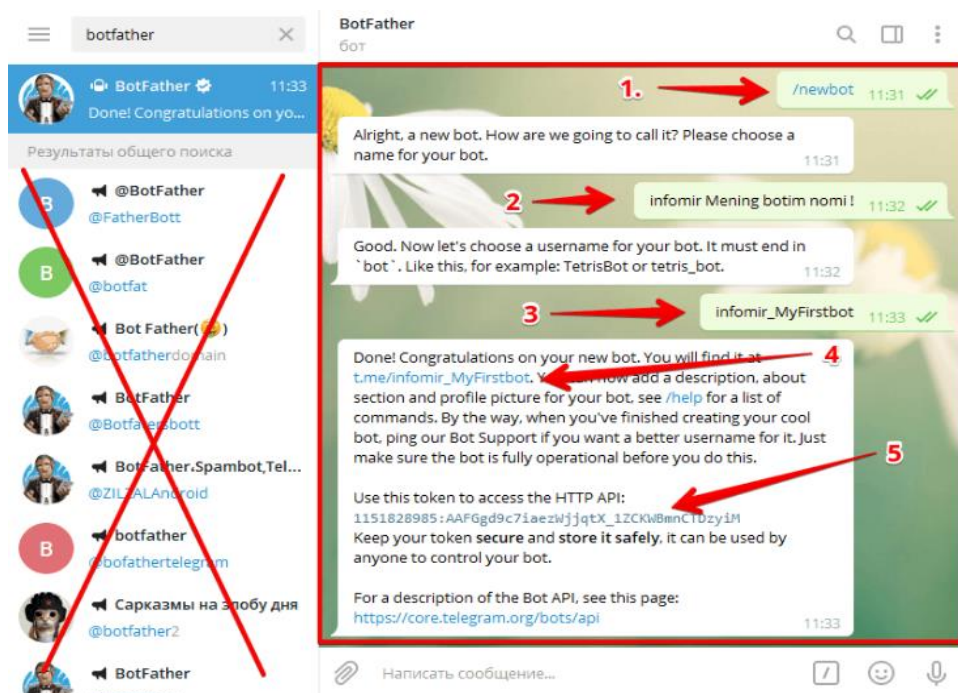 botfather
BotFather
11:33
Done! Congratulations on yo...
Результаты общего поиска
B
@BotFather
@FatherBott
B
@BotFather
@botfat
Bot Father( )
@botfatherdomain
BotFather
@Botfatersbott
BotFather.Spambot,Tel...
@ZILZALAndroid
B
botfather
@bofathertelegram
Сарказмы на злобу дня
@botfather2
BotFather
BotFather
бот
1.
/newbot 11:31
Alright, a new bot. How are we going to call it? Please choose a
name for your bot.
11:31
2
infomir Mening botim nomi ! 11:32
Good. Now let's choose a username for your bot. It must end in
`bot`. Like this, for example: TetrisBot or tetris_bot.
11:32
3
infomir_MyFirstbot 11:33
Done! Congratulations on your new bot. You will find it at
4
t.me/infomir_MyFirstbot. You can now add a description, about
section and profile picture for your bot, see /help for a list of
commands. By the way, when you've finished creating your cool
bot, ping our Bot Support if you want a better username for it. Just
make sure the bot is fully operational before you do this.
5
Use this token to access the HTTP API:
1151828985:AAFGgd9c7iaezWjjqtX_1ZCKWBmnCTDzyiM
Keep your token secure and store it safely, it can be used by
anyone to control your bot.
For a description of the Bot API, see this page:
https://core.telegram.org/bots/api
11:33
Написать сообщение...